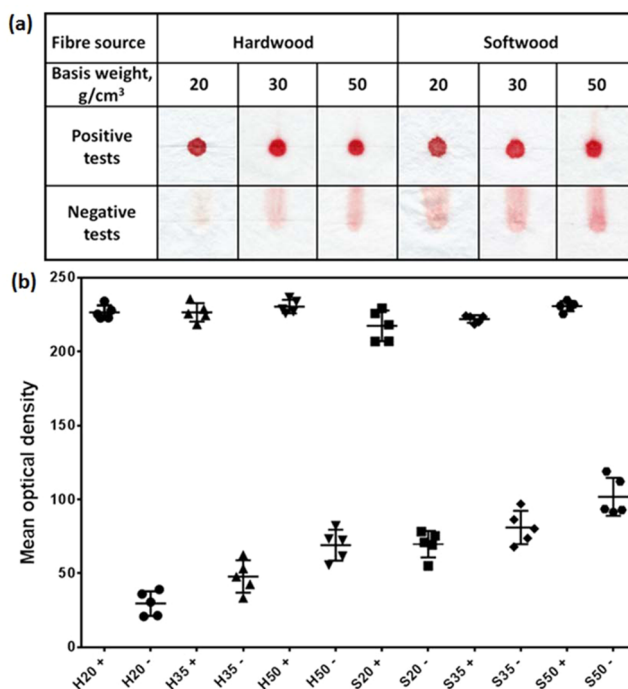 (a)
Fibre source Hardwood Softwood
Basis weight, g/cm³ 20 30 50 20 30 50
Positive tests
Negative tests
(b)
250
200
150
100
50
0
Mean optical density
H20 + H20 - H35 + H35 - H50 + H50 - S20 + S20 - S35 + S35 - S50 + S50 -